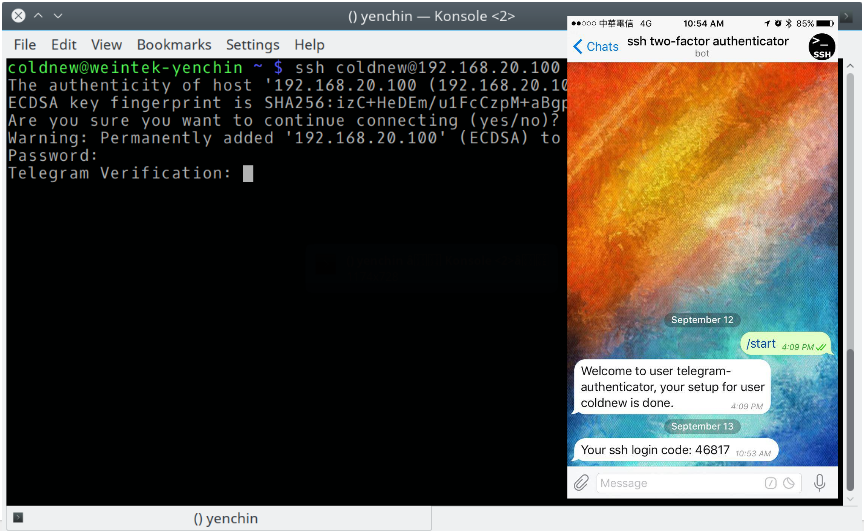 () yenchin — Konsole <2>
File Edit View Bookmarks Settings Help
coldnew@weintek-yenchin ~ $ ssh coldnew@192.168.20.100
The authenticity of host '192.168.20.100 (192.168.20.10
ECDSA key fingerprint is SHA256:izC+HeDEm/u1FcCzpM+aBgp
Are you sure you want to continue connecting (yes/no)?
Warning: Permanently added '192.168.20.100' (ECDSA) to
Password:
Telegram Verification:
() yenchin
中華電信 4G 10:54 AM 85%
Chats ssh two-factor authenticator
bot
>_
SSH
September 12
/start 4:09 PM
Welcome to user telegram-
authenticator, your setup for user
coldnew is done.
4:09 PM
September 13
Your ssh login code: 46817 10:53 AM
Message